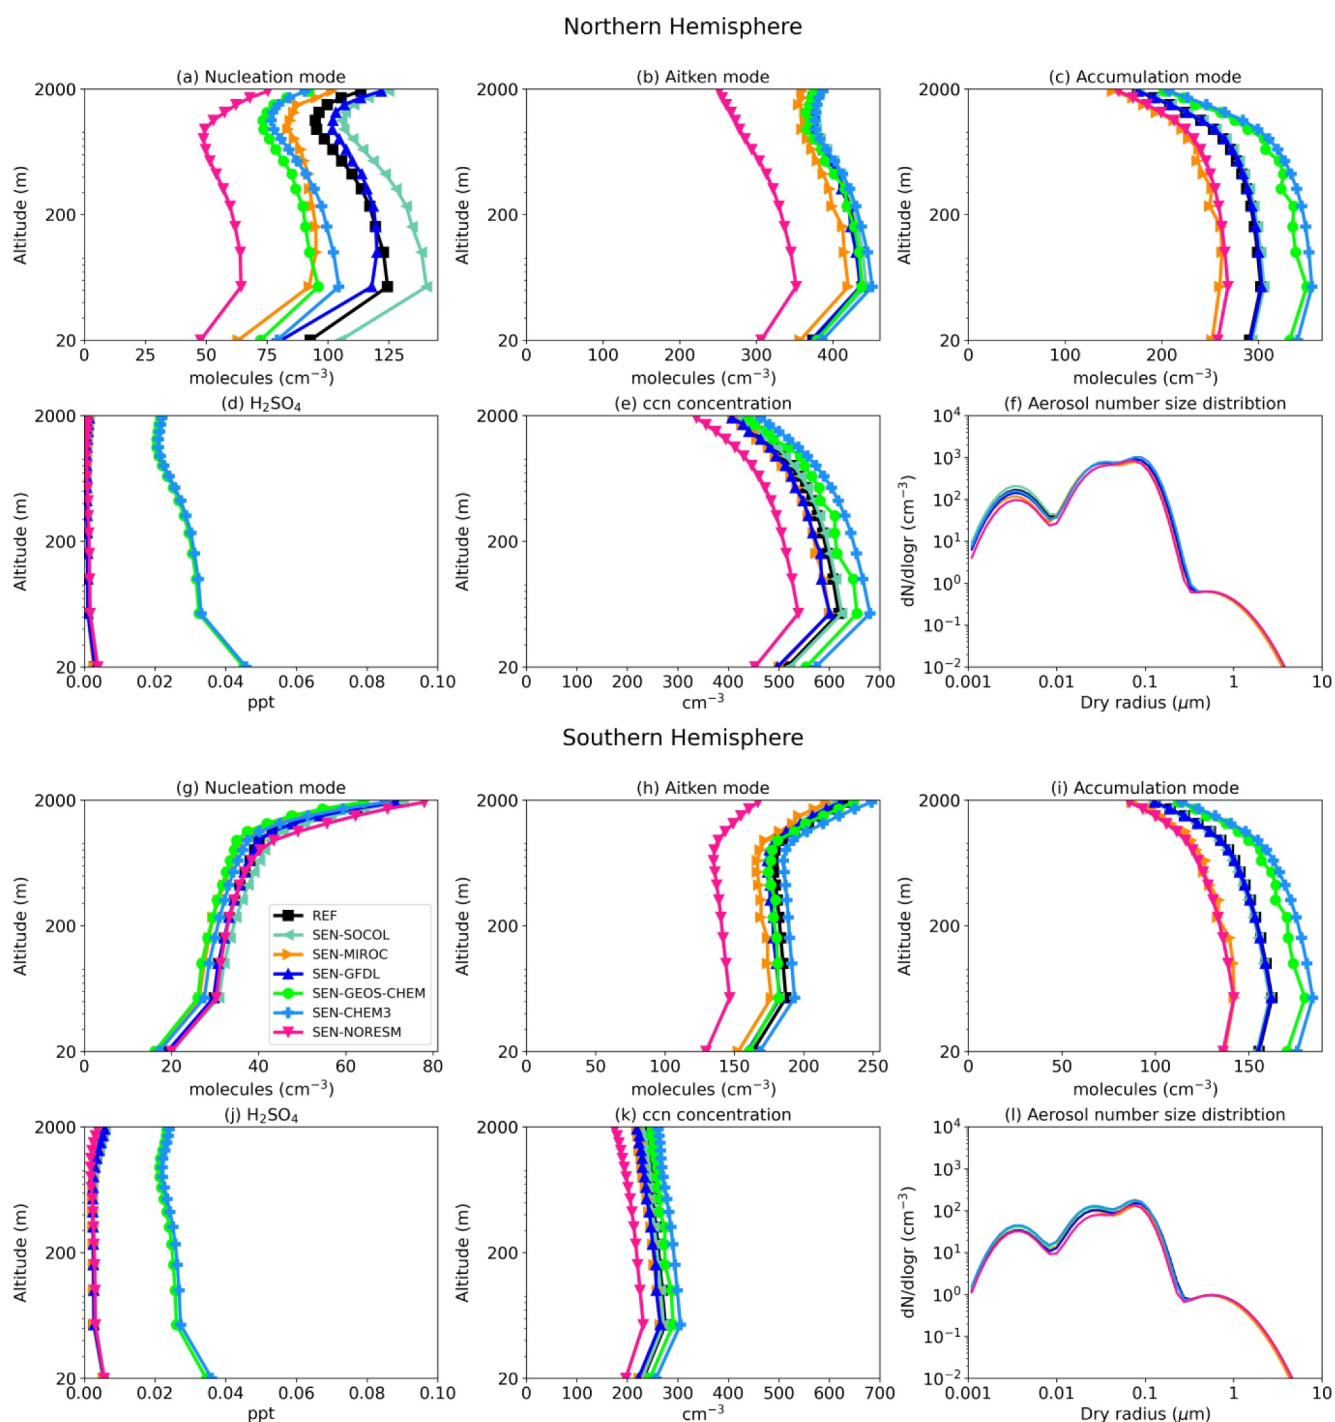 Northern Hemisphere
(a) Nucleation mode
(b) Aitken mode
(c) Accumulation mode
2000
200
20
Altitude (m)
0 25 50 75 100 125
molecules (cm⁻³)
2000
200
20
Altitude (m)
0 100 200 300 400
molecules (cm⁻³)
2000
200
20
Altitude (m)
0 100 200 300
molecules (cm⁻³)
(d) H₂SO₄
(e) ccn concentration
(f) Aerosol number size distribtion
2000
200
20
Altitude (m)
0.00 0.02 0.04 0.06 0.08 0.10
ppt
2000
200
20
Altitude (m)
0 100 200 300 400 500 600 700
cm⁻³
10⁴
10³
10²
10¹
10⁰
10⁻¹
10⁻²
dN/dlogr (cm⁻³)
0.001 0.01 0.1 1 10
Dry radius (μm)
Southern Hemisphere
(g) Nucleation mode
(h) Aitken mode
(i) Accumulation mode
2000
200
20
Altitude (m)
REF
SEN-SOCOL
SEN-MIROC
SEN-GFDL
SEN-GEOS-CHEM
SEN-CHEM3
SEN-NORESM
0 20 40 60 80
molecules (cm⁻³)
2000
200
20
Altitude (m)
0 50 100 150 200 250
molecules (cm⁻³)
2000
200
20
Altitude (m)
0 50 100 150
molecules (cm⁻³)
(j) H₂SO₄
(k) ccn concentration
(l) Aerosol number size distribtion
2000
200
20
Altitude (m)
0.00 0.02 0.04 0.06 0.08 0.10
ppt
2000
200
20
Altitude (m)
0 100 200 300 400 500 600 700
cm⁻³
10⁴
10³
10²
10¹
10⁰
10⁻¹
10⁻²
dN/dlogr (cm⁻³)
0.001 0.01 0.1 1 10
Dry radius (μm)